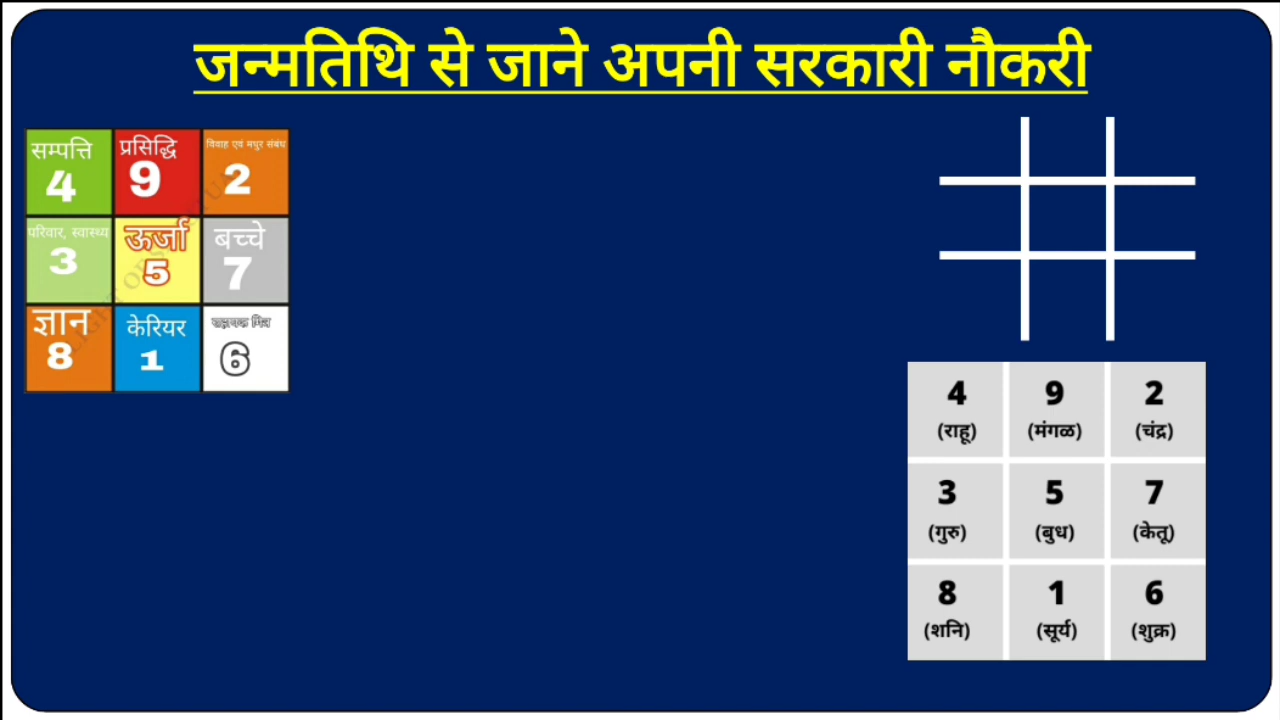 जन्मतिथि से जाने अपनी सरकारी नौकरी
सम्पत्ति
4
प्रसिद्धि
9
विवाह एवं मधुर संबंध
2
परिवार, स्वास्थ्य
3
ऊर्जा
5
बच्चे
7
ज्ञान
8
केरियर
1
6
4
(राहू)
9
(मंगळ)
2
(चंद्र)
3
(गुरु)
5
(बुध)
7
(केतू)
8
(शनि)
1
(सूर्य)
6
(शुक्र)